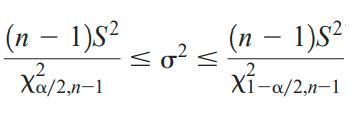 (n − 1)S² / χ²α/2,n−1 ≤ σ² ≤ (n − 1)S² / χ²1−α/2,n−1